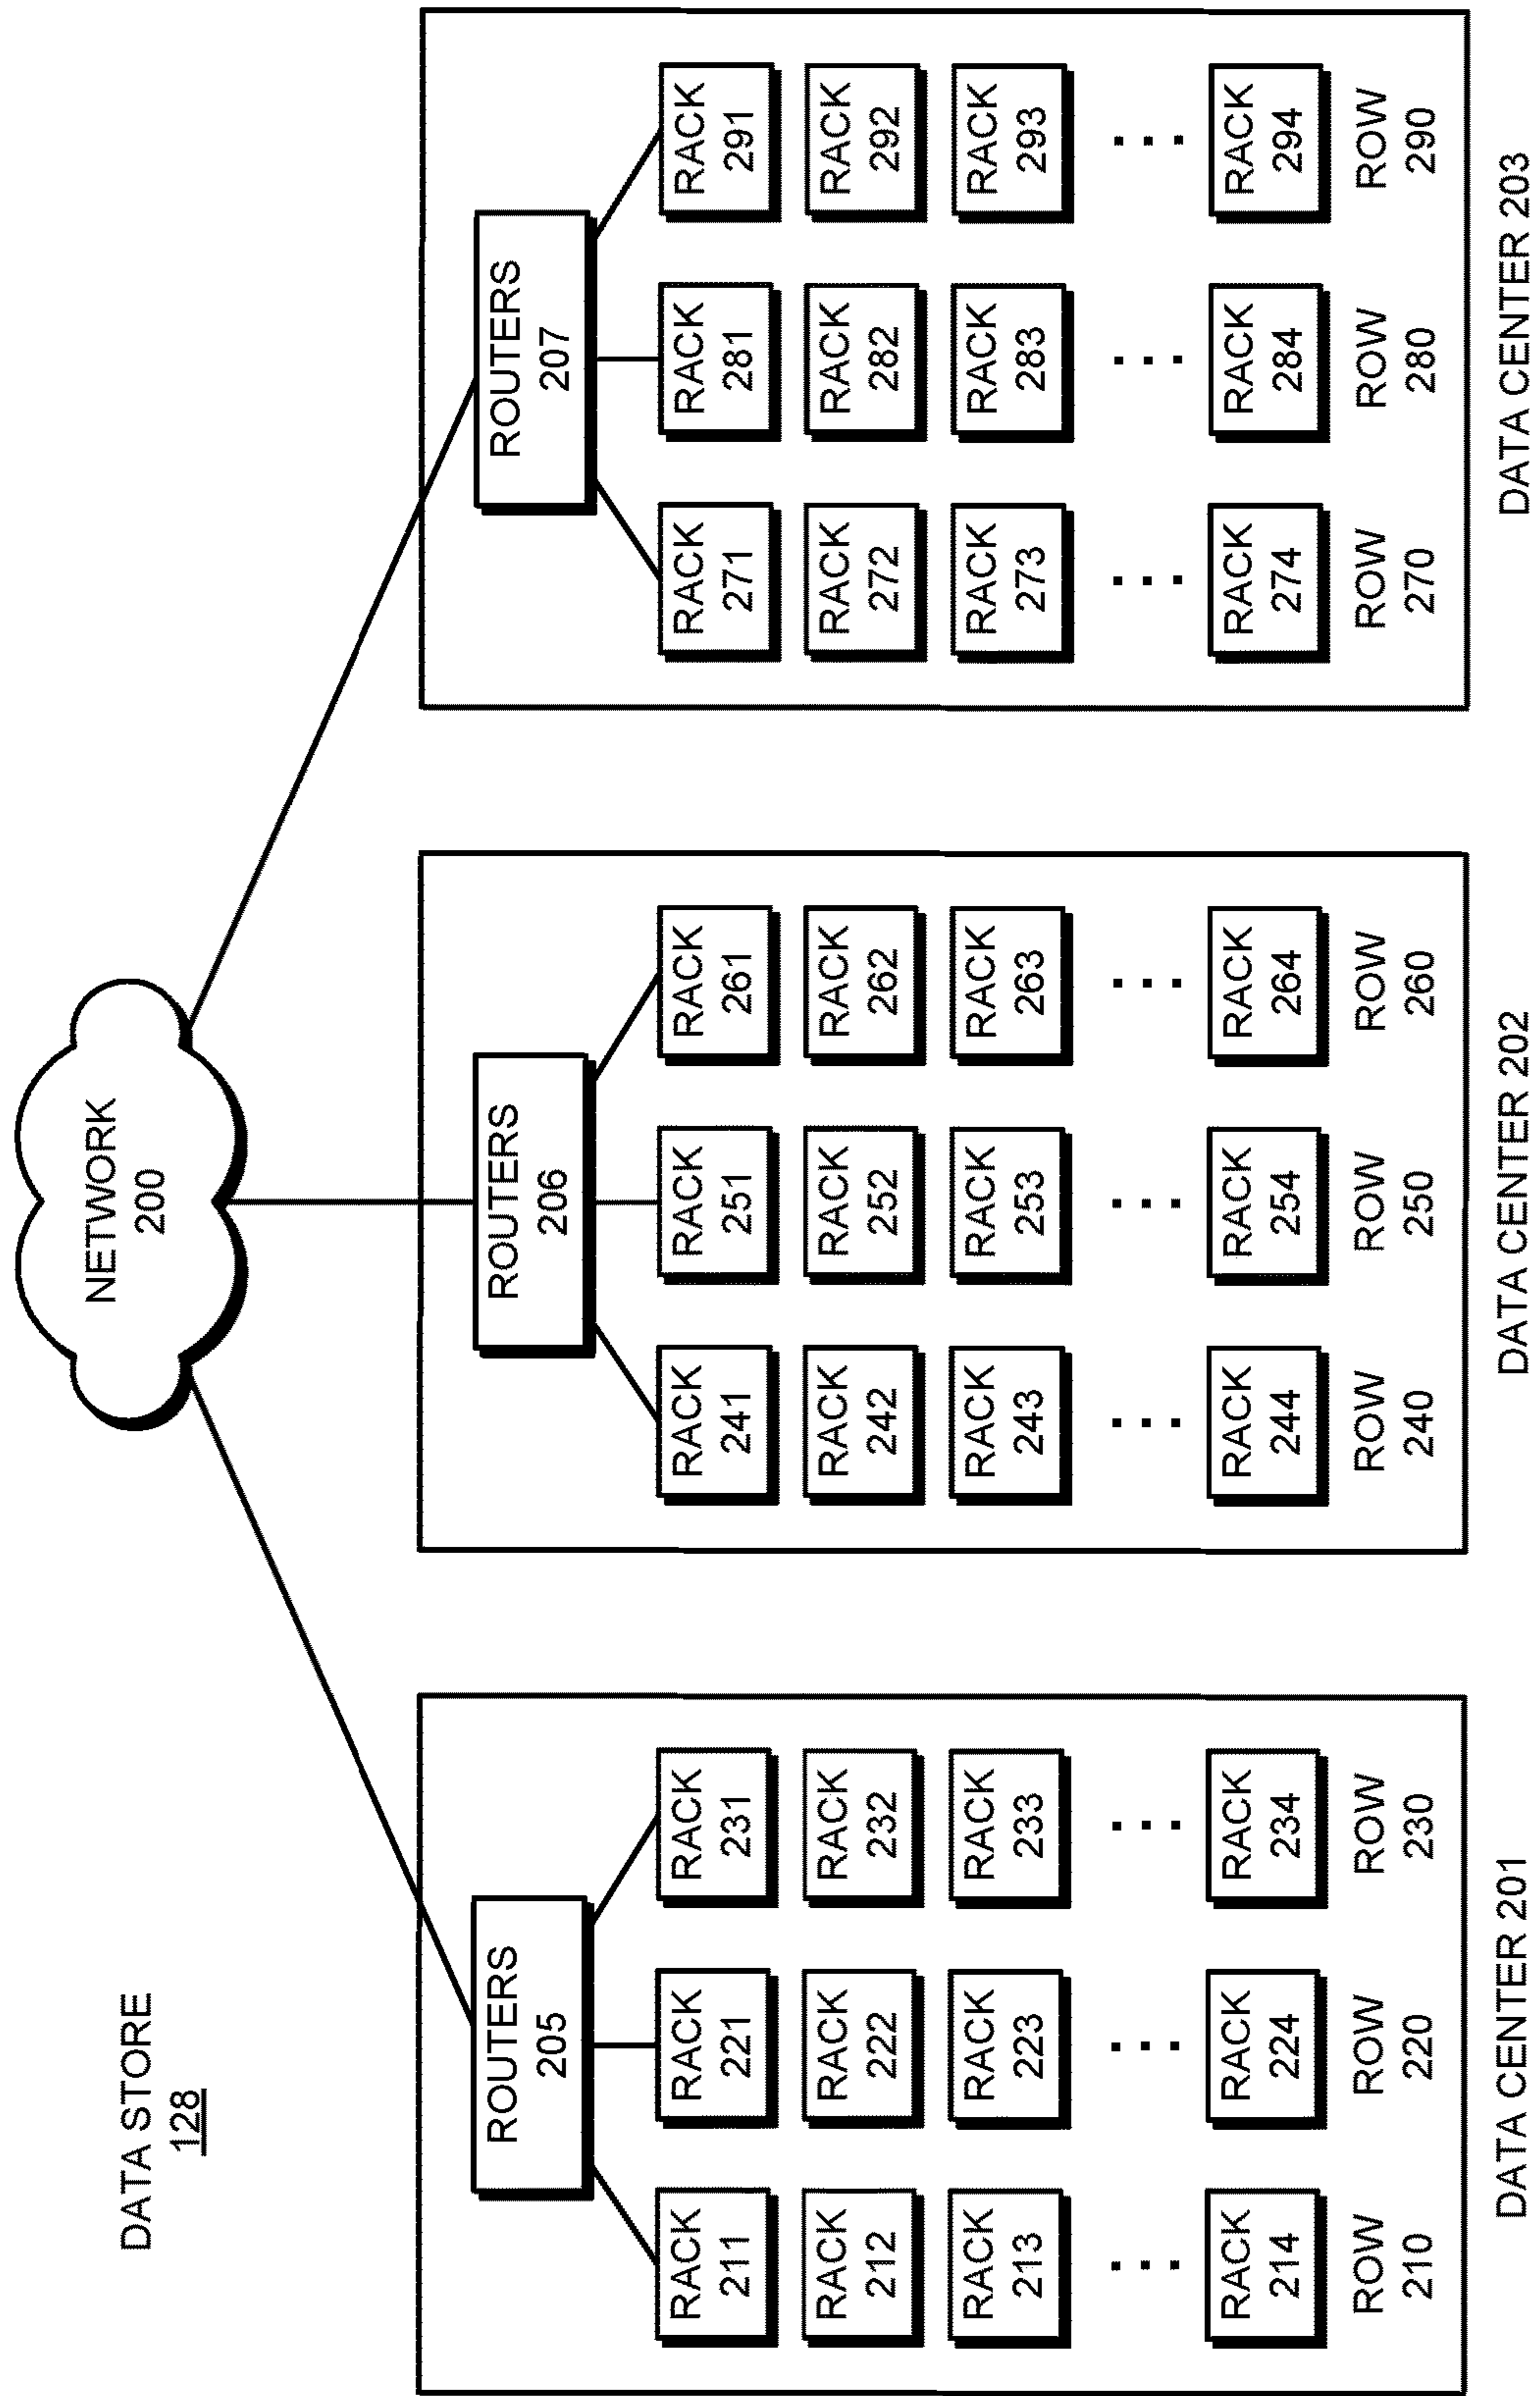 DATA STORE
128
NETWORK
200
ROUTERS
205
RACK
211
RACK
221
RACK
231
RACK
212
RACK
222
RACK
232
RACK
213
RACK
223
RACK
233
. . .
. . .
. . .
RACK
214
RACK
224
RACK
234
ROW
210
ROW
220
ROW
230
DATA CENTER 201
ROUTERS
206
RACK
241
RACK
251
RACK
261
RACK
242
RACK
252
RACK
262
RACK
243
RACK
253
RACK
263
. . .
. . .
. . .
RACK
244
RACK
254
RACK
264
ROW
240
ROW
250
ROW
260
DATA CENTER 202
ROUTERS
207
RACK
271
RACK
281
RACK
291
RACK
272
RACK
282
RACK
292
RACK
273
RACK
283
RACK
293
. . .
. . .
. . .
RACK
274
RACK
284
RACK
294
ROW
270
ROW
280
ROW
290
DATA CENTER 203